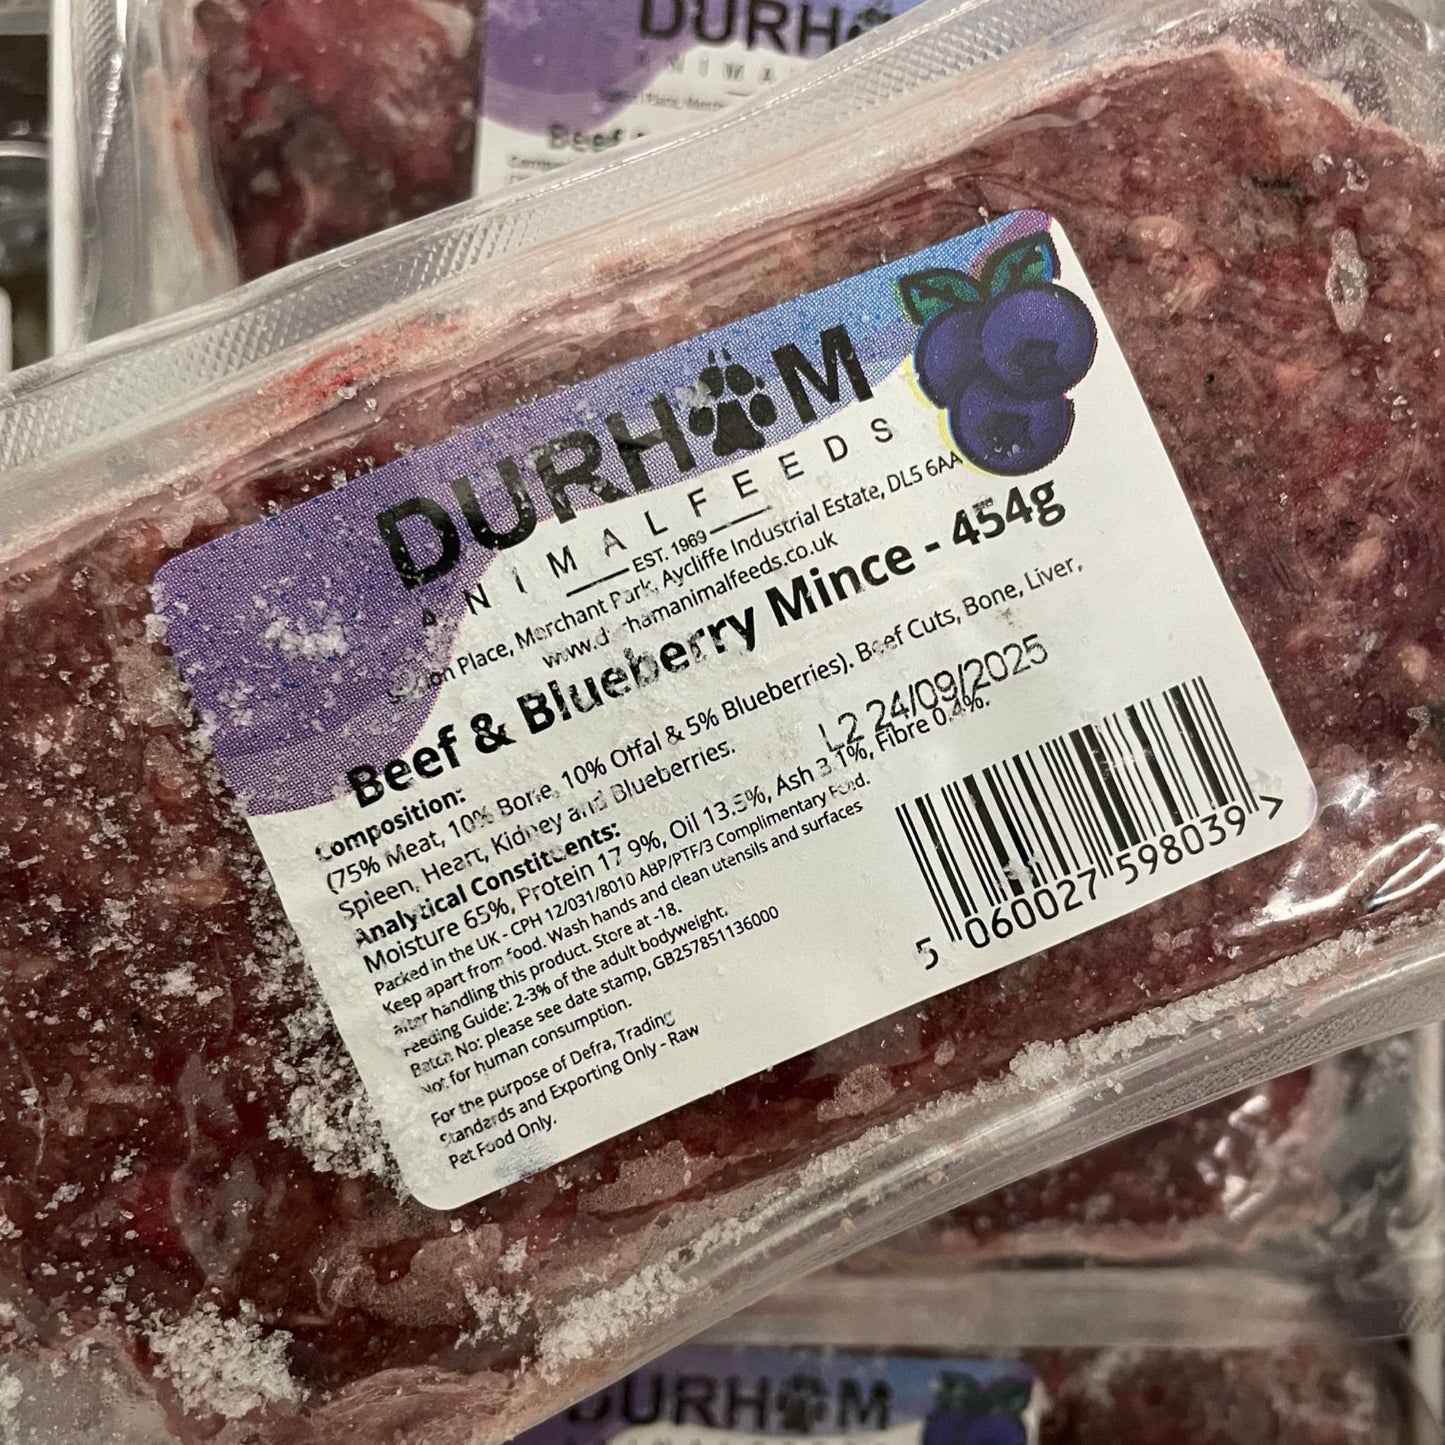 DURH
Beef
DURHAM
ANIMAL FEEDS
EST. 1969
Place, Merchant Park, Aycliffe Industrial Estate, DL5 6AA
www.durhamanimalfeeds.co.uk
Beef & Blueberry Mince - 454g
Composition:
(75% Meat, 10% Bone, 10% Offal & 5% Blueberries). Beef Cuts, Bone, Liver,
Spleen, Heart, Kidney and Blueberries.
L2 24/09/2025
Analytical Constituents:
Moisture 65%, Protein 17.9%, Oil 13.5%, Ash 3.1%, Fibre 0.4%.
Packed in the UK - CPH 12/031/8010 ABP/PTF/3 Complimentary Food.
Keep apart from food. Wash hands and clean utensils and surfaces
after handling this product. Store at -18.
Feeding Guide: 2-3% of the adult bodyweight.
Batch No: please see date stamp, GB257851136000
Not for human consumption.
For the purpose of Defra, Trading
Standards and Exporting Only - Raw
Pet Food Only.
5 060027 598039 >
DURHAM